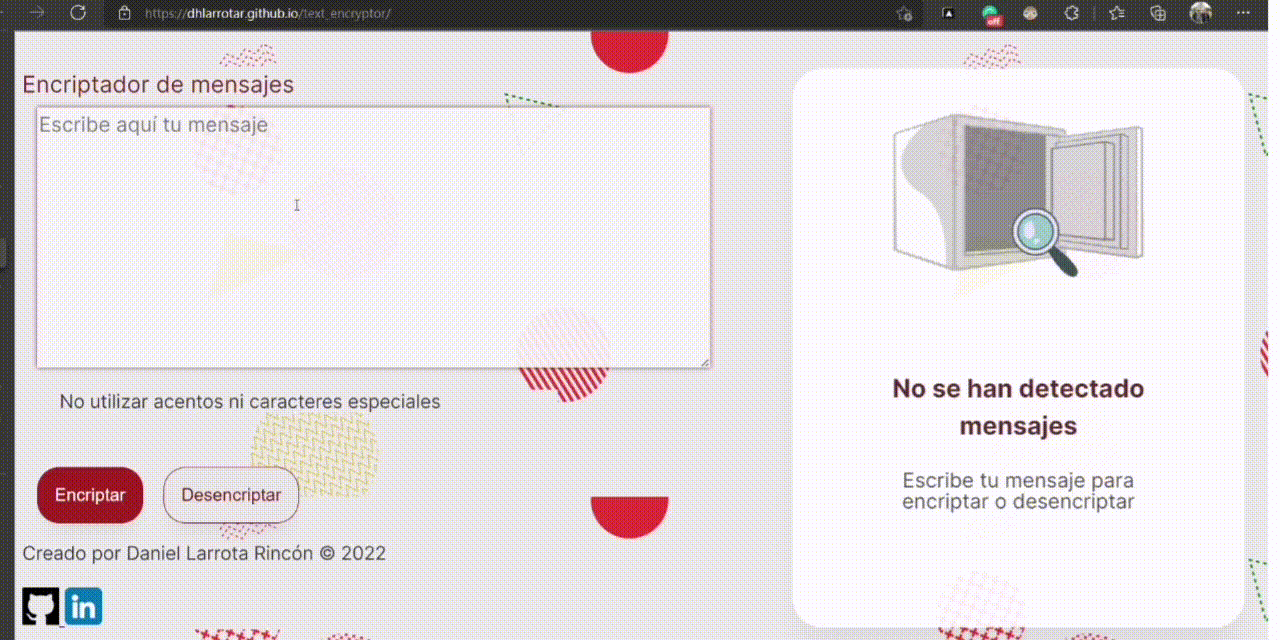 https://dhlarrotar.github.io/text_encryptor/
off
Encriptador de mensajes
Escribe aquí tu mensaje
No utilizar acentos ni caracteres especiales
Encriptar
Desencriptar
Creado por Daniel Larrota Rincón © 2022
in
No se han detectado
mensajes
Escribe tu mensaje para
encriptar o desencriptar